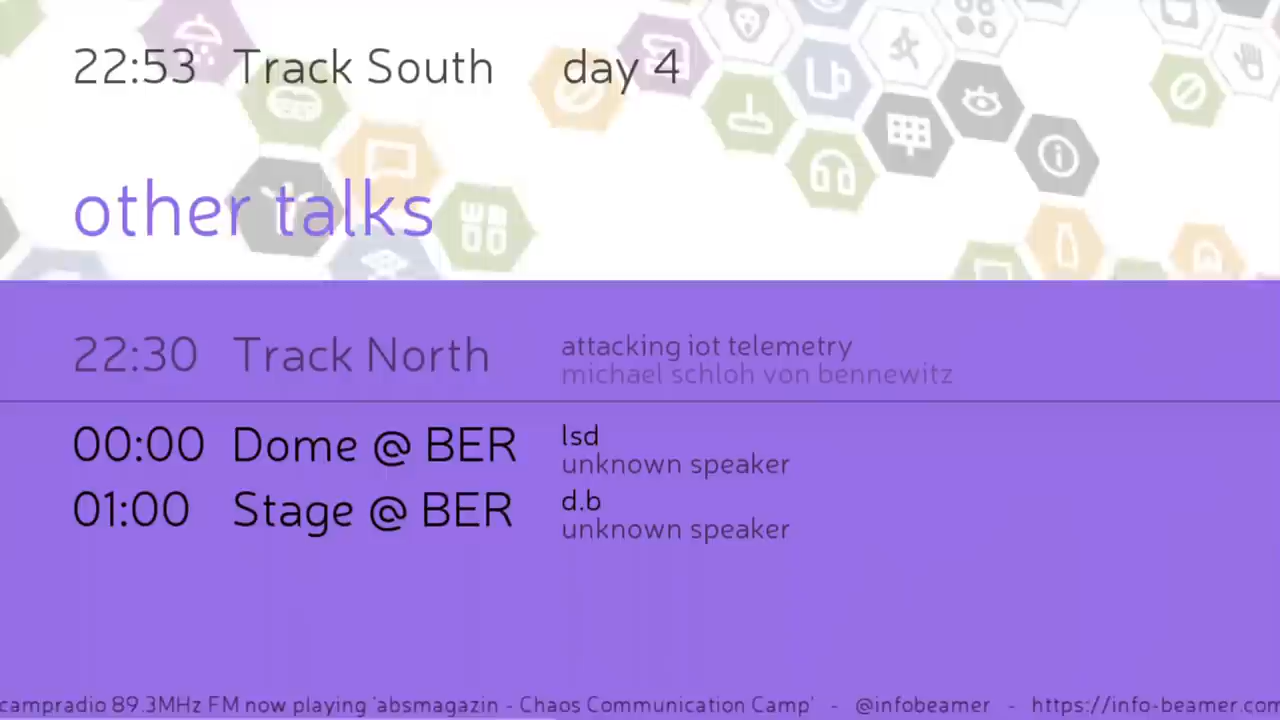 22:53 Track South day 4
other talks
22:30 Track North attacking iot telemetry
michael schloh von bennewitz
00:00 Dome @ BER lsd
unknown speaker
01:00 Stage @ BER d.b
unknown speaker
campradio 89.3MHz FM now playing 'absmagazin - Chaos Communication Camp' - @infobeamer - https://info-beamer.com